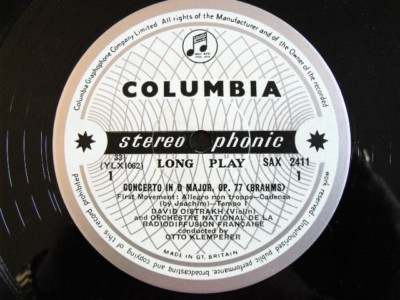 Columbia Graphophone Company Limited. All rights of the Manufacturer and of the Owner of the recorded
work reserved. Unauthorised public performance, broadcasting and copying of this record prohibited
COLUMBIA
stereo phonic
33⅓
(YLX1062) LONG PLAY SAX 2411
1 1
CONCERTO IN D MAJOR, OP. 77 (BRAHMS)
First Movement: Allegro non troppo—Cadenza
(by Joachim)—Tempo 1
DAVID OISTRAKH (Violin)
and ORCHESTRE NATIONAL DE LA
RADIODIFFUSION FRANÇAISE
conducted by
OTTO KLEMPERER
MADE IN GT. BRITAIN